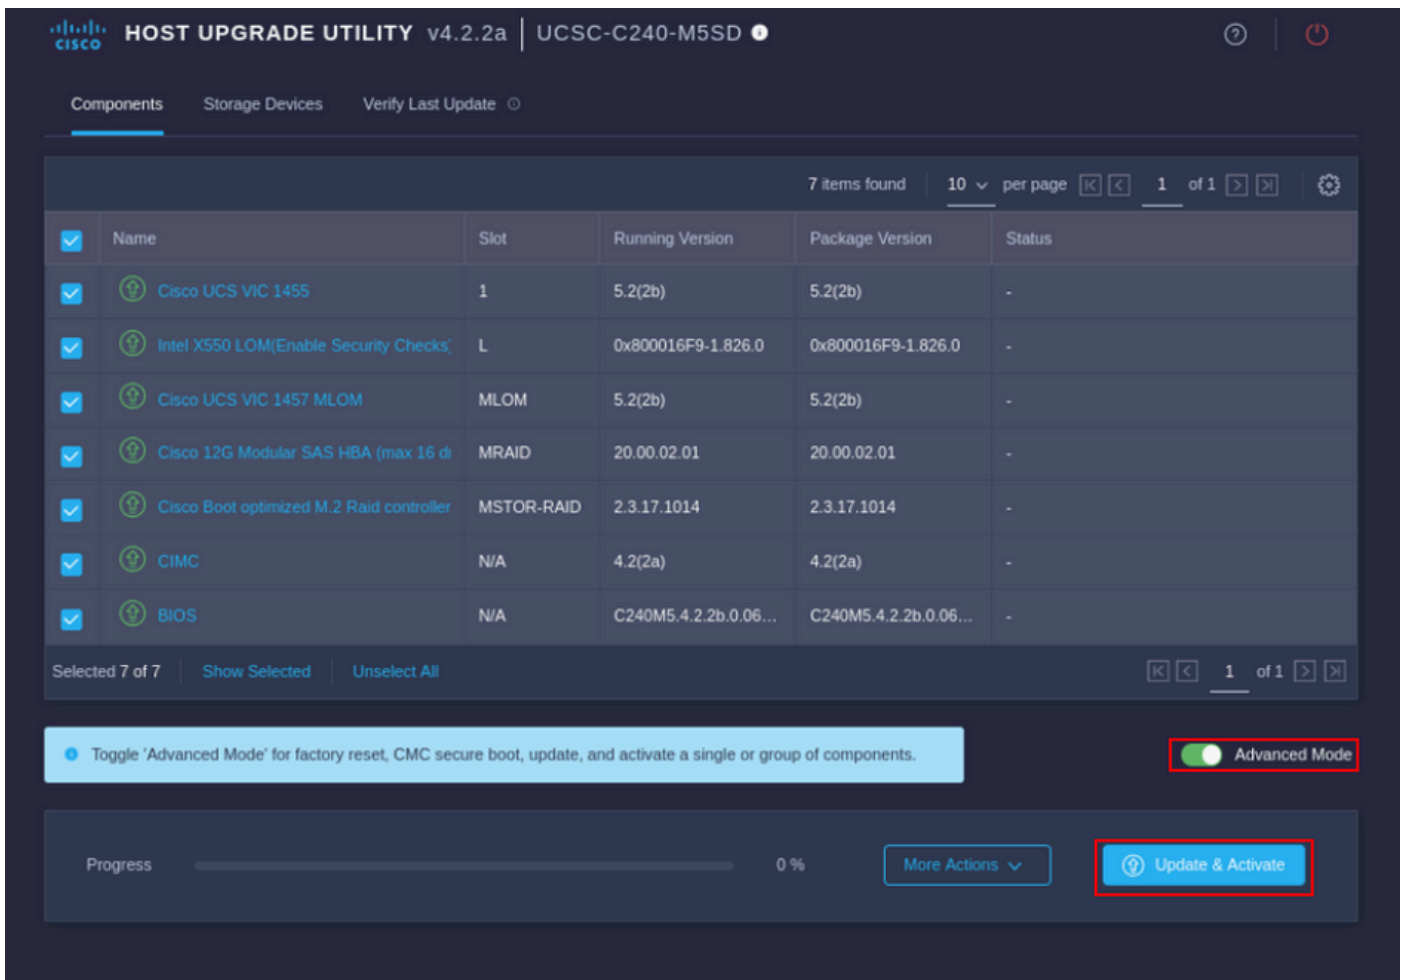 CISCO HOST UPGRADE UTILITY v4.2.2a | UCSC-C240-M5SD
Components Storage Devices Verify Last Update
7 items found 10 per page 1 of 1
Name Slot Running Version Package Version Status
Cisco UCS VIC 1455 1 5.2(2b) 5.2(2b) -
Intel X550 LOM(Enable Security Checks) L 0x800016F9-1.826.0 0x800016F9-1.826.0 -
Cisco UCS VIC 1457 MLOM MLOM 5.2(2b) 5.2(2b) -
Cisco 12G Modular SAS HBA (max 16 MRAID 20.00.02.01 20.00.02.01 -
Cisco Boot optimized M.2 Raid controller MSTOR-RAID 2.3.17.1014 2.3.17.1014 -
CIMC N/A 4.2(2a) 4.2(2a) -
BIOS N/A C240M5.4.2.2b.0.06... C240M5.4.2.2b.0.06... -
Selected 7 of 7 Show Selected Unselect All 1 of 1
Toggle 'Advanced Mode' for factory reset, CMC secure boot, update, and activate a single or group of components.
Advanced Mode
Progress 0 % More Actions Update & Activate